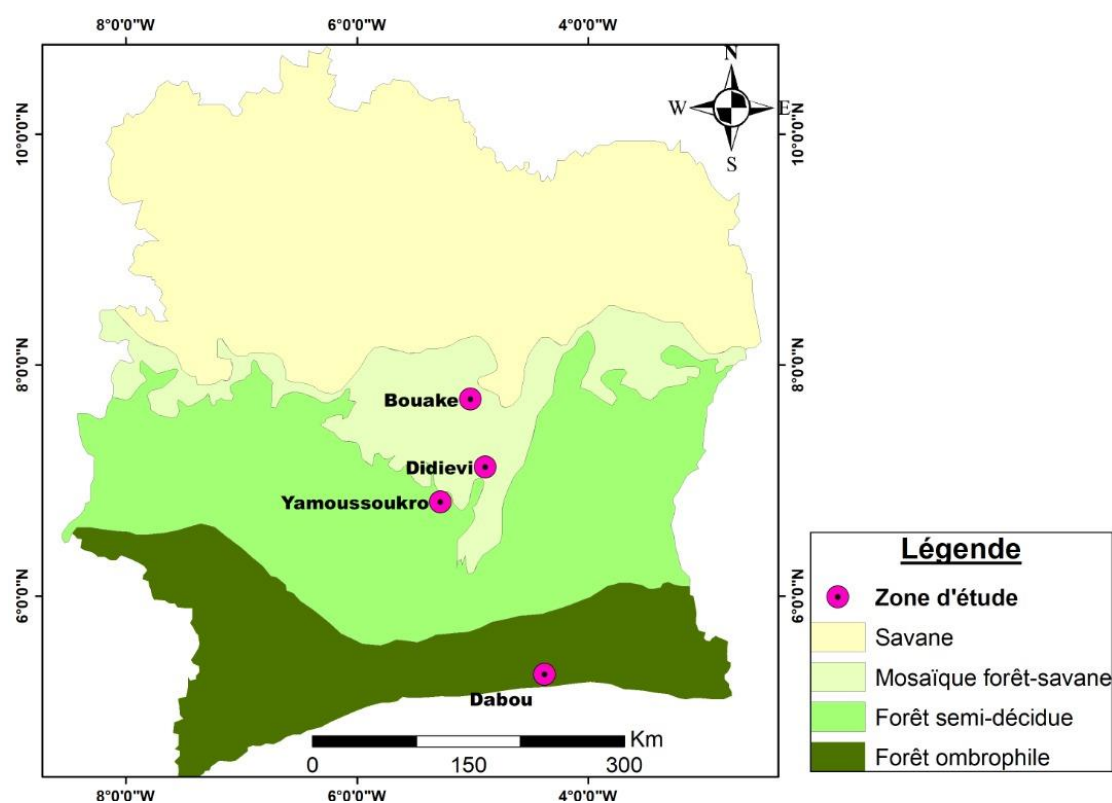 8°0'0"W 6°0'0"W 4°0'0"W
N
W E
S
10°0'0"N 10°0'0"N
8°0'0"N 8°0'0"N
Bouake
Didievi
Yamoussoukro
6°0'0"N 6°0'0"N
Dabou
Km
0 150 300
8°0'0"W 6°0'0"W 4°0'0"W
Légende
Zone d'étude
Savane
Mosaïque forêt-savane
Forêt semi-décidue
Forêt ombrophile